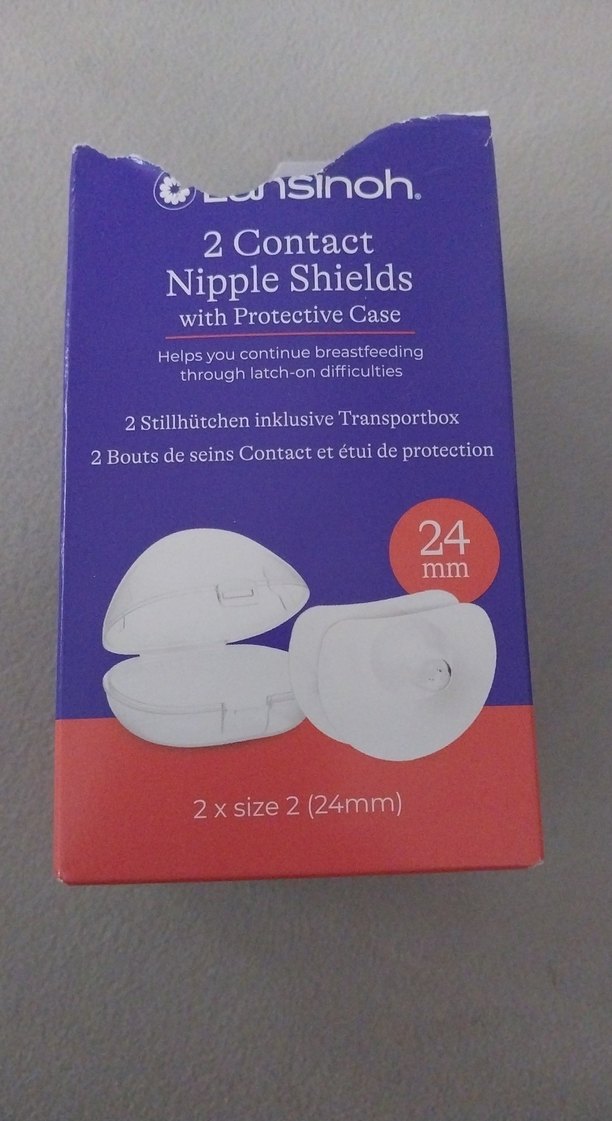 Lansinoh®
2 Contact
Nipple Shields
with Protective Case
Helps you continue breastfeeding
through latch-on difficulties
2 Stillhütchen inklusive Transportbox
2 Bouts de seins Contact et étui de protection
24
mm
2 x size 2 (24mm)